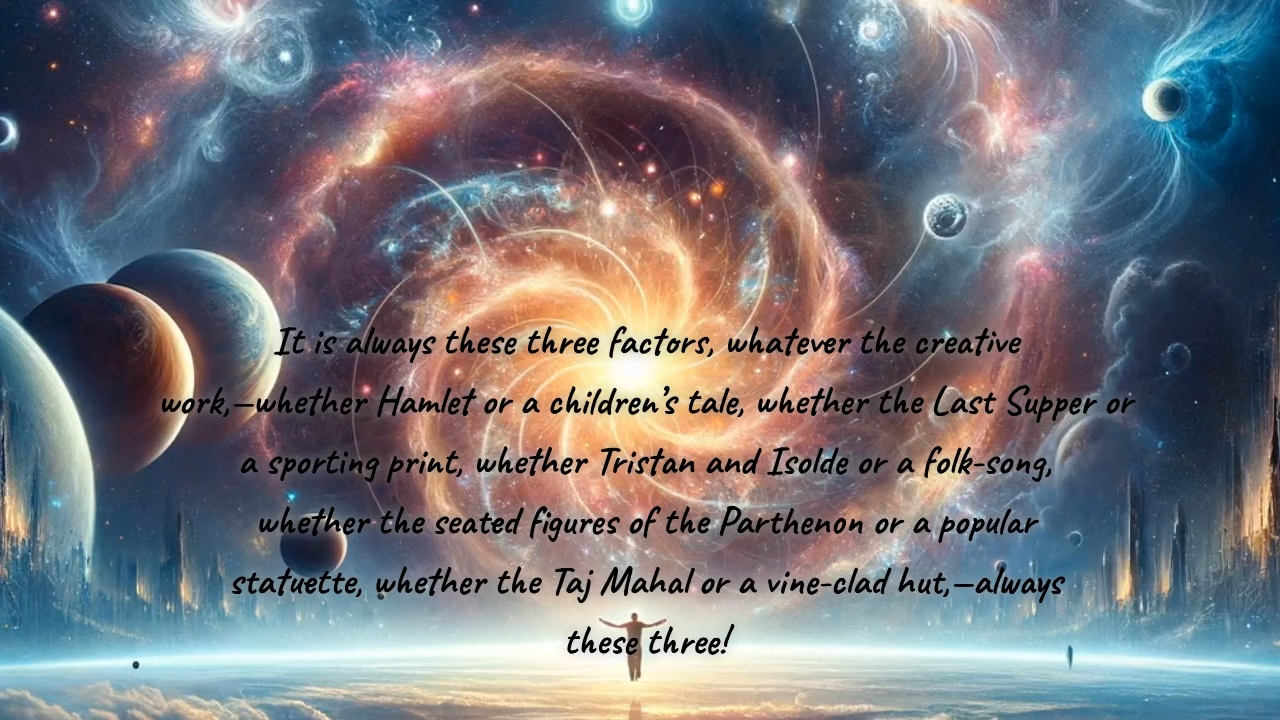 It is always these three factors, whatever the creative
work,—whether Hamlet or a children’s tale, whether the Last Supper or
a sporting print, whether Tristan and Isolde or a folk-song,
whether the seated figures of the Parthenon or a popular
statuette, whether the Taj Mahal or a vine-clad hut,—always
these three!